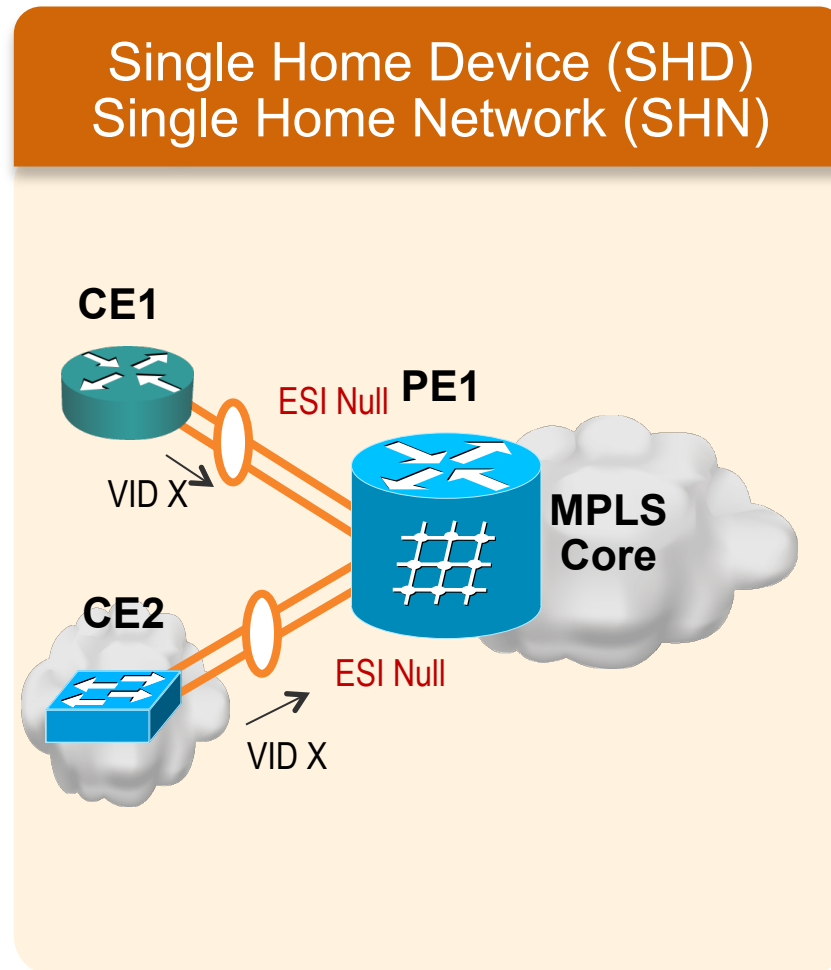 Single Home Device (SHD)
Single Home Network (SHN)
CE1
ESI Null
PE1
VID X
MPLS
Core
CE2
ESI Null
VID X